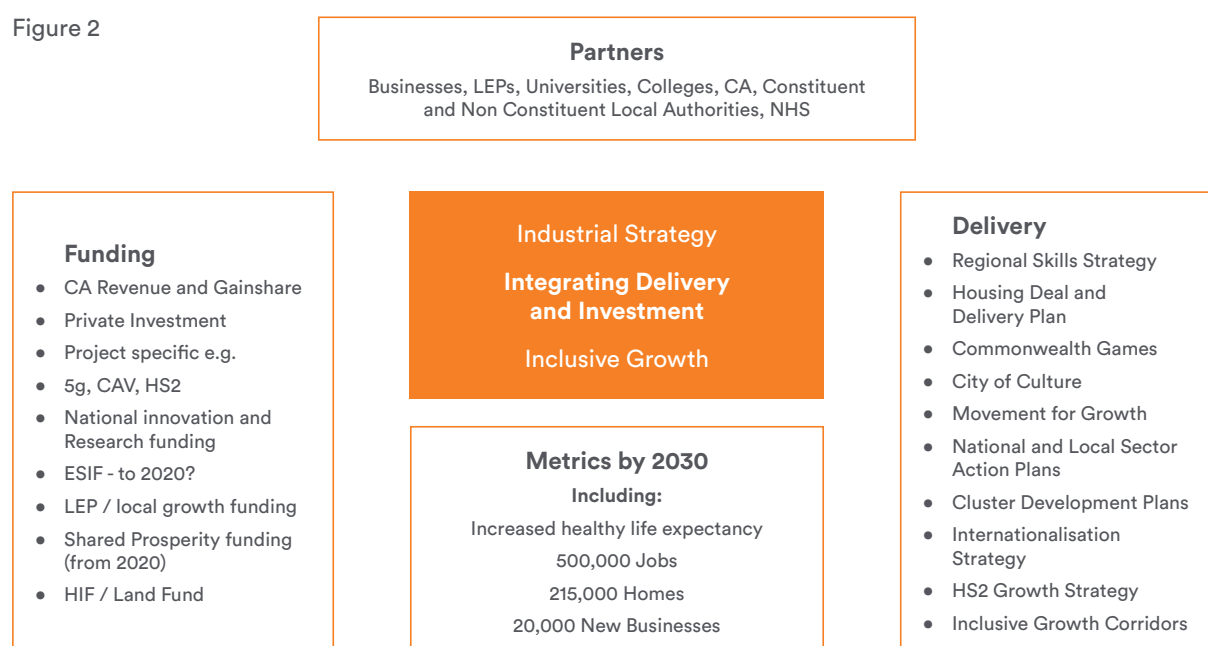 Figure 2
Partners
Businesses, LEPs, Universities, Colleges, CA, Constituent
and Non Constituent Local Authorities, NHS
Funding
● CA Revenue and Gainshare
● Private Investment
● Project specific e.g.
● 5g, CAV, HS2
● National innovation and
Research funding
● ESIF - to 2020?
● LEP / local growth funding
● Shared Prosperity funding
(from 2020)
● HIF / Land Fund
Industrial Strategy
Integrating Delivery
and Investment
Inclusive Growth
Metrics by 2030
Including:
Increased healthy life expectancy
500,000 Jobs
215,000 Homes
20,000 New Businesses
Delivery
● Regional Skills Strategy
● Housing Deal and
Delivery Plan
● Commonwealth Games
● City of Culture
● Movement for Growth
● National and Local Sector
Action Plans
● Cluster Development Plans
● Internationalisation
Strategy
● HS2 Growth Strategy
● Inclusive Growth Corridors